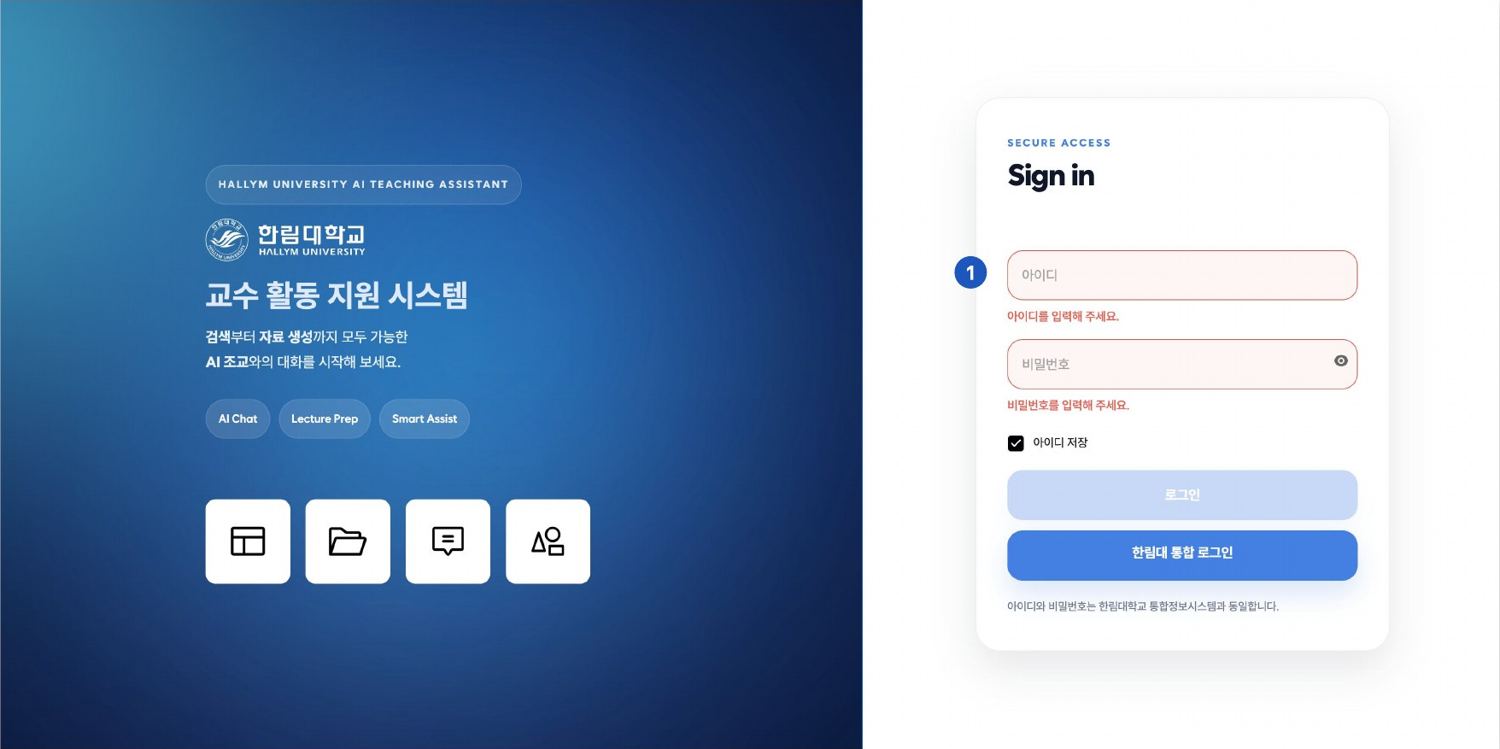 HALLYM UNIVERSITY AI TEACHING ASSISTANT
한림대학교
HALLYM UNIVERSITY
교수 활동 지원 시스템
검색부터 자료 생성까지 모두 가능한
AI 조교와의 대화를 시작해 보세요.
AI Chat
Lecture Prep
Smart Assist
SECURE ACCESS
Sign in
1
아이디
아이디를 입력해 주세요.
비밀번호
비밀번호를 입력해 주세요.
아이디 저장
로그인
한림대 통합 로그인
아이디와 비밀번호는 한림대학교 통합정보시스템과 동일합니다.